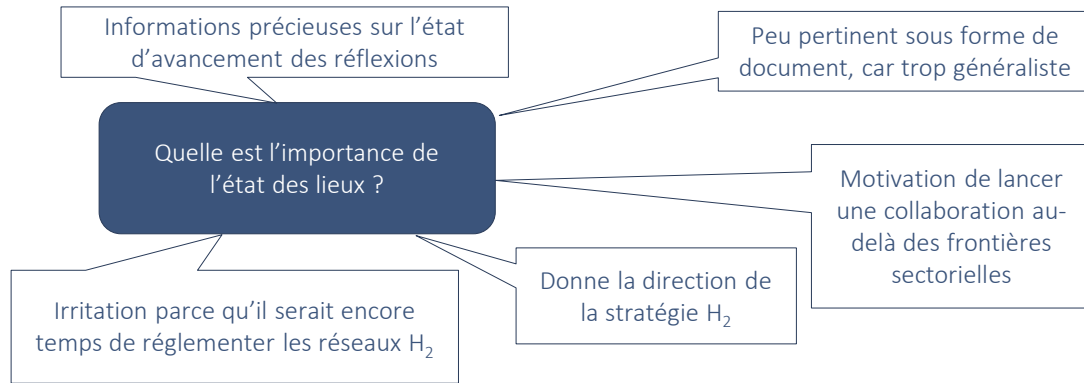 Informations précieuses sur l’état
d’avancement des réflexions
Peu pertinent sous forme de
document, car trop généraliste
Quelle est l’importance de
l’état des lieux ?
Motivation de lancer
une collaboration au-
delà des frontières
sectorielles
Donne la direction de
la stratégie H₂
Irritation parce qu’il serait encore
temps de réglementer les réseaux H₂